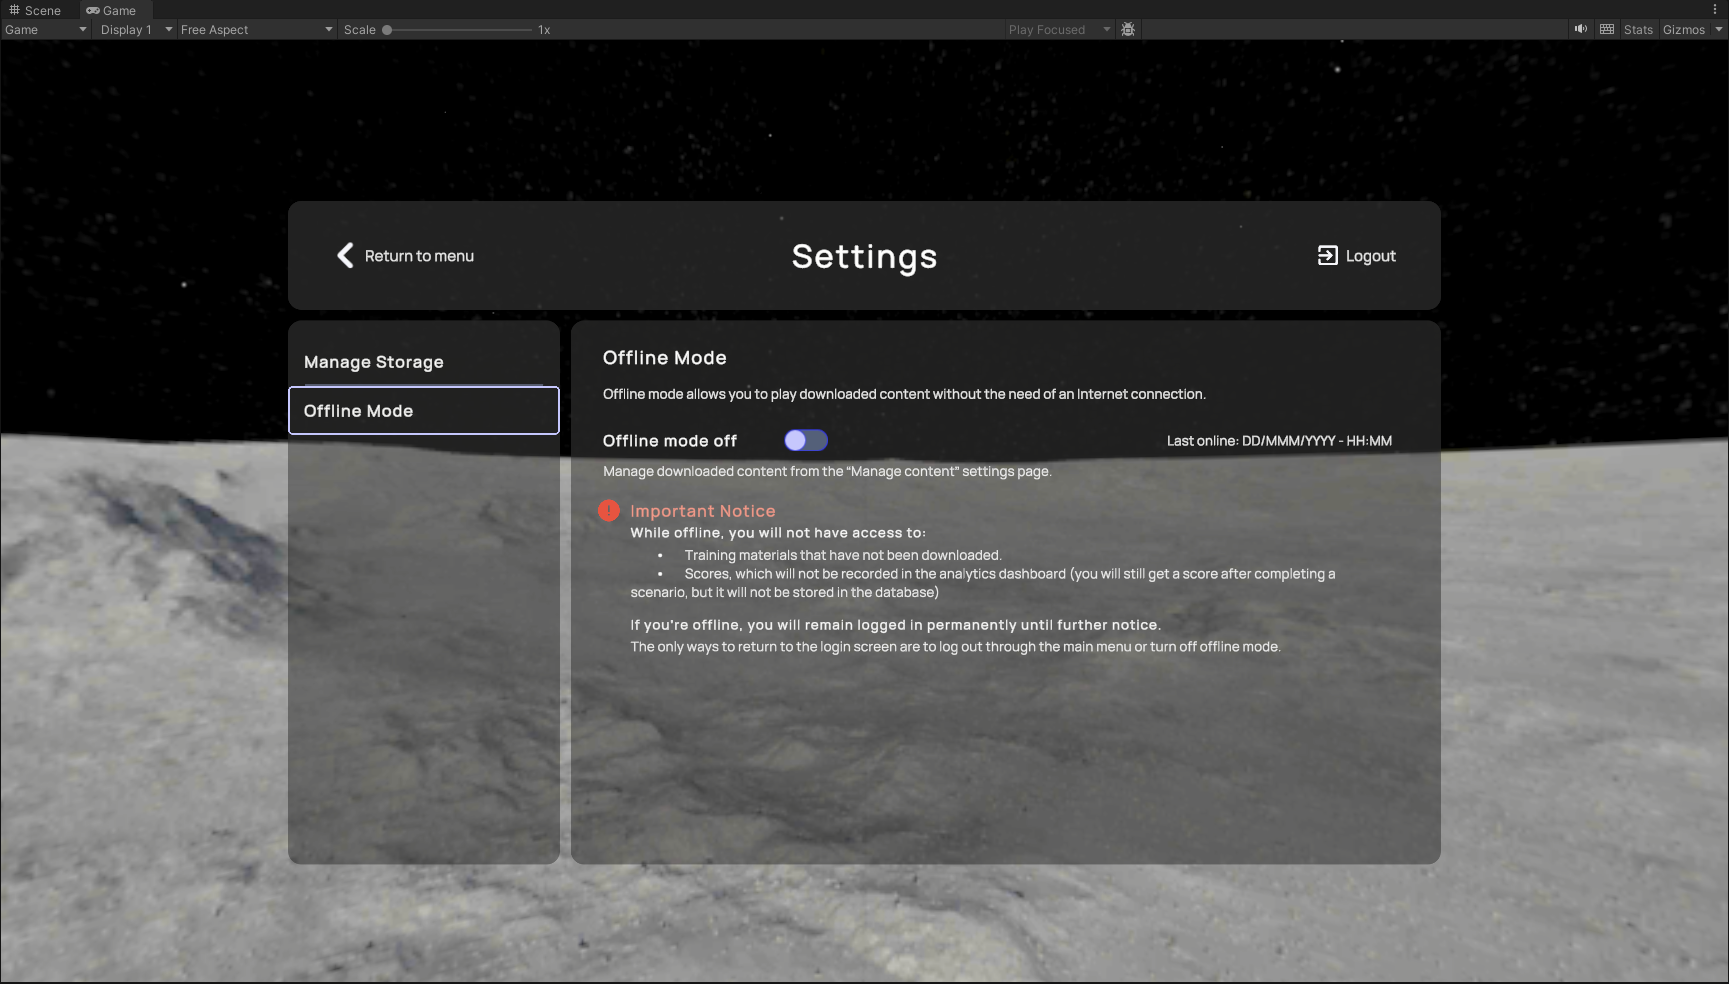 Scene
Game
Game
Display 1
Free Aspect
Scale
1x
Play Focused
Stats
Gizmos
Return to menu
Settings
Logout
Manage Storage
Offline Mode
Offline Mode
Offline mode allows you to play downloaded content without the need of an Internet connection.
Offline mode off
Last online: DD/MMM/YYYY - HH:MM
Manage downloaded content from the “Manage content” settings page.
Important Notice
While offline, you will not have access to:
• Training materials that have not been downloaded.
• Scores, which will not be recorded in the analytics dashboard (you will still get a score after completing a
scenario, but it will not be stored in the database)
If you’re offline, you will remain logged in permanently until further notice.
The only ways to return to the login screen are to log out through the main menu or turn off offline mode.